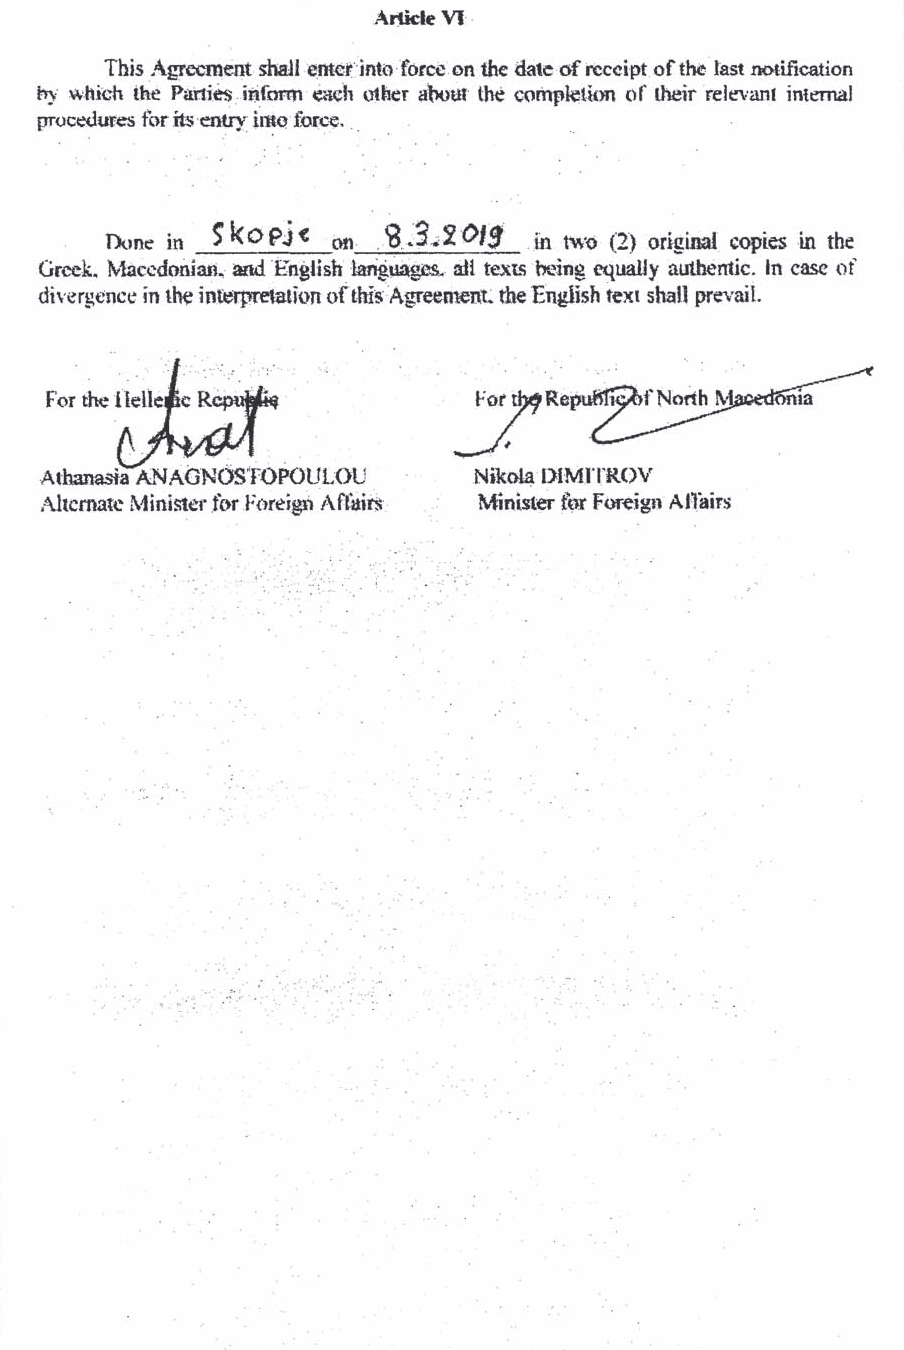 Article VI
This Agreement shall enter into force on the date of receipt of the last notification
by which the Parties inform each other about the completion of their relevant internal
procedures for its entry into force.
Done in Skopje on 8.3.2019 in two (2) original copies in the
Greek, Macedonian, and English languages, all texts being equally authentic. In case of
divergence in the interpretation of this Agreement, the English text shall prevail.
For the Hellenic Republic
For the Republic of North Macedonia
Athanasia ANAGNOSTOPOULOU
Alternate Minister for Foreign Affairs
Nikola DIMITROV
Minister for Foreign Affairs